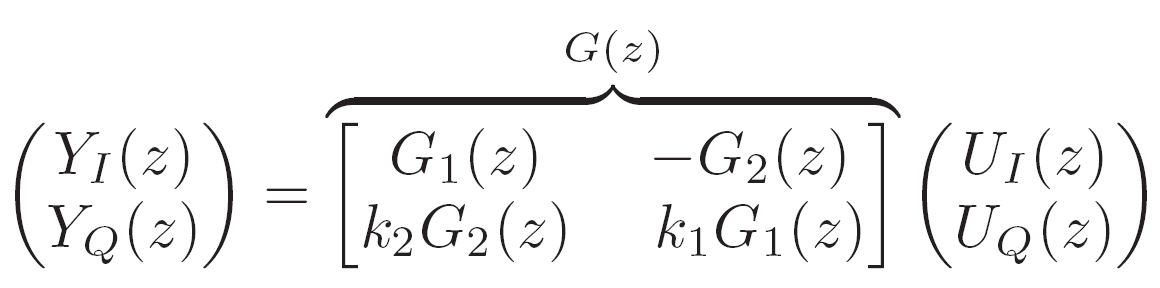 G(z)
(Y_I(z) Y_Q(z)) = [G_1(z) -G_2(z) k_2G_2(z) k_1G_1(z)] (U_I(z) U_Q(z))